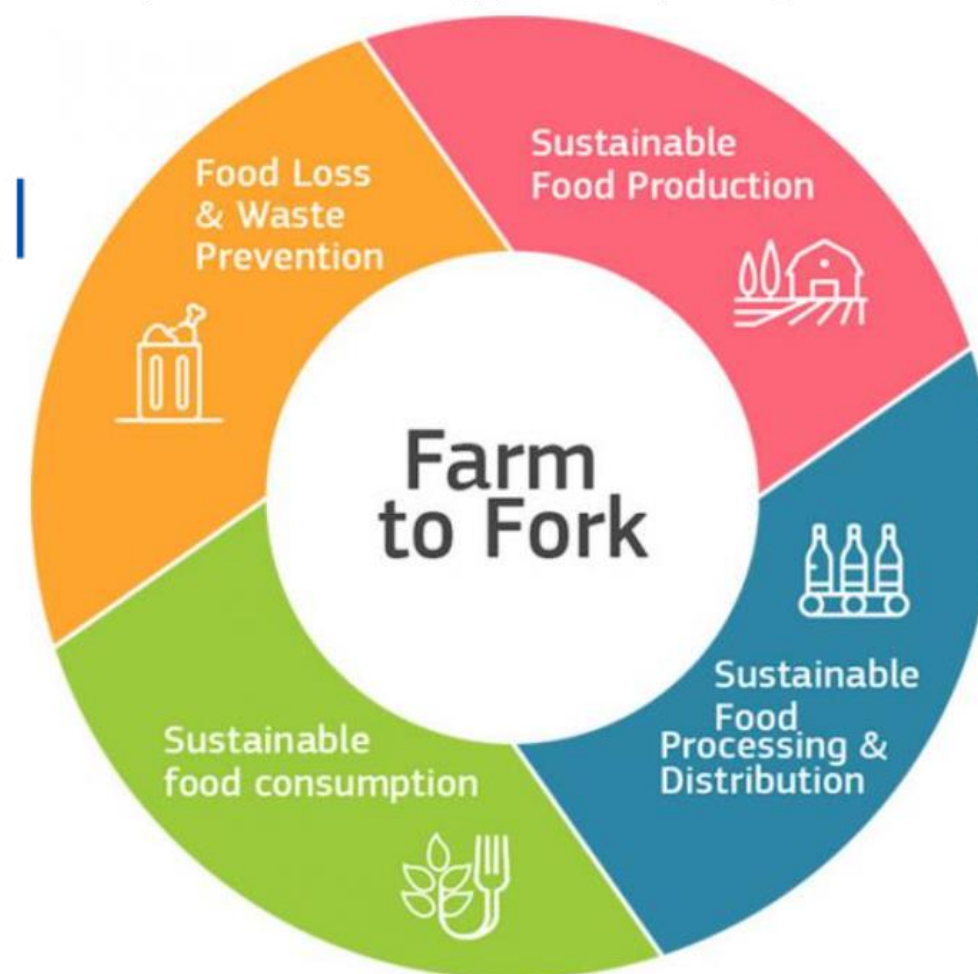 Sustainable
Food Production
Food Loss
& Waste
Prevention
Farm
to Fork
Sustainable
Food
Processing &
Distribution
Sustainable
food consumption